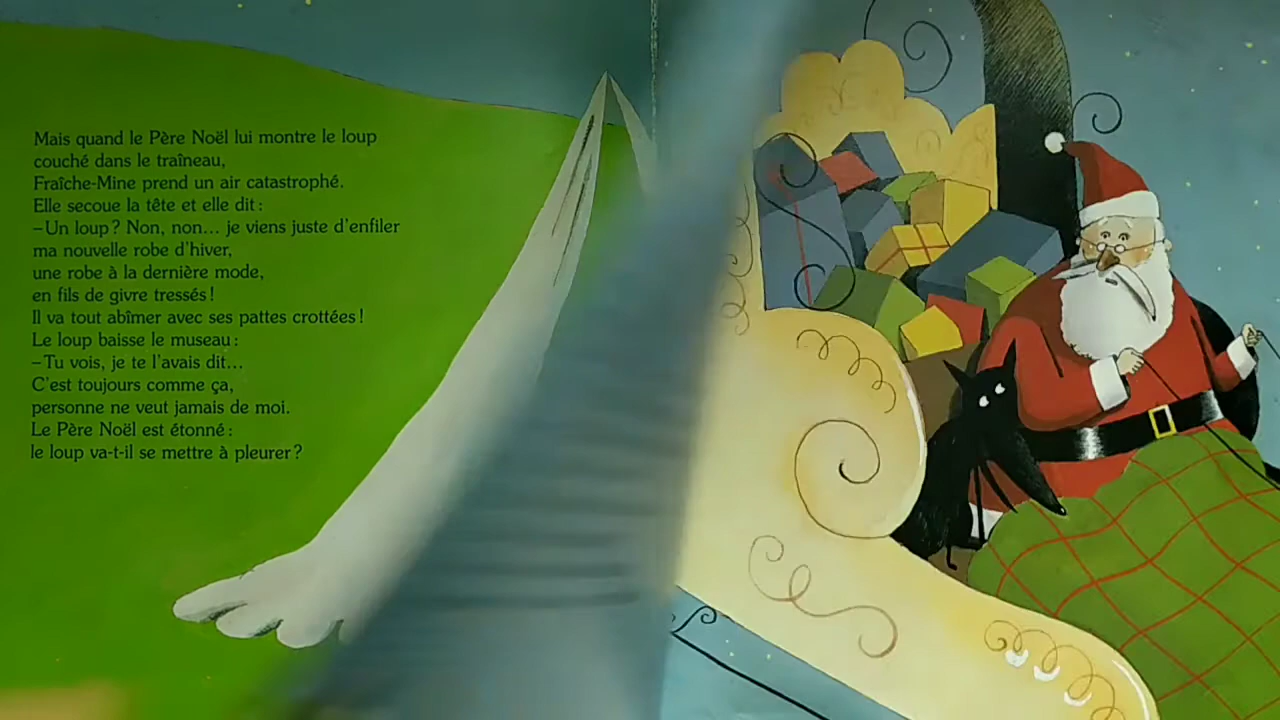 Mais quand le Père Noël lui montre le loup
couché dans le traîneau,
Fraîche-Mine prend un air catastrophé.
Elle secoue la tête et elle dit :
– Un loup ? Non, non... je viens juste d'enfiler
ma nouvelle robe d'hiver,
une robe à la dernière mode,
en fils de givre tressés !
Il va tout abîmer avec ses pattes crottées !
Le loup baisse le museau :
– Tu vois, je te l'avais dit...
C'est toujours comme ça,
personne ne veut jamais de moi.
Le Père Noël est étonné :
le loup va-t-il se mettre à pleurer ?